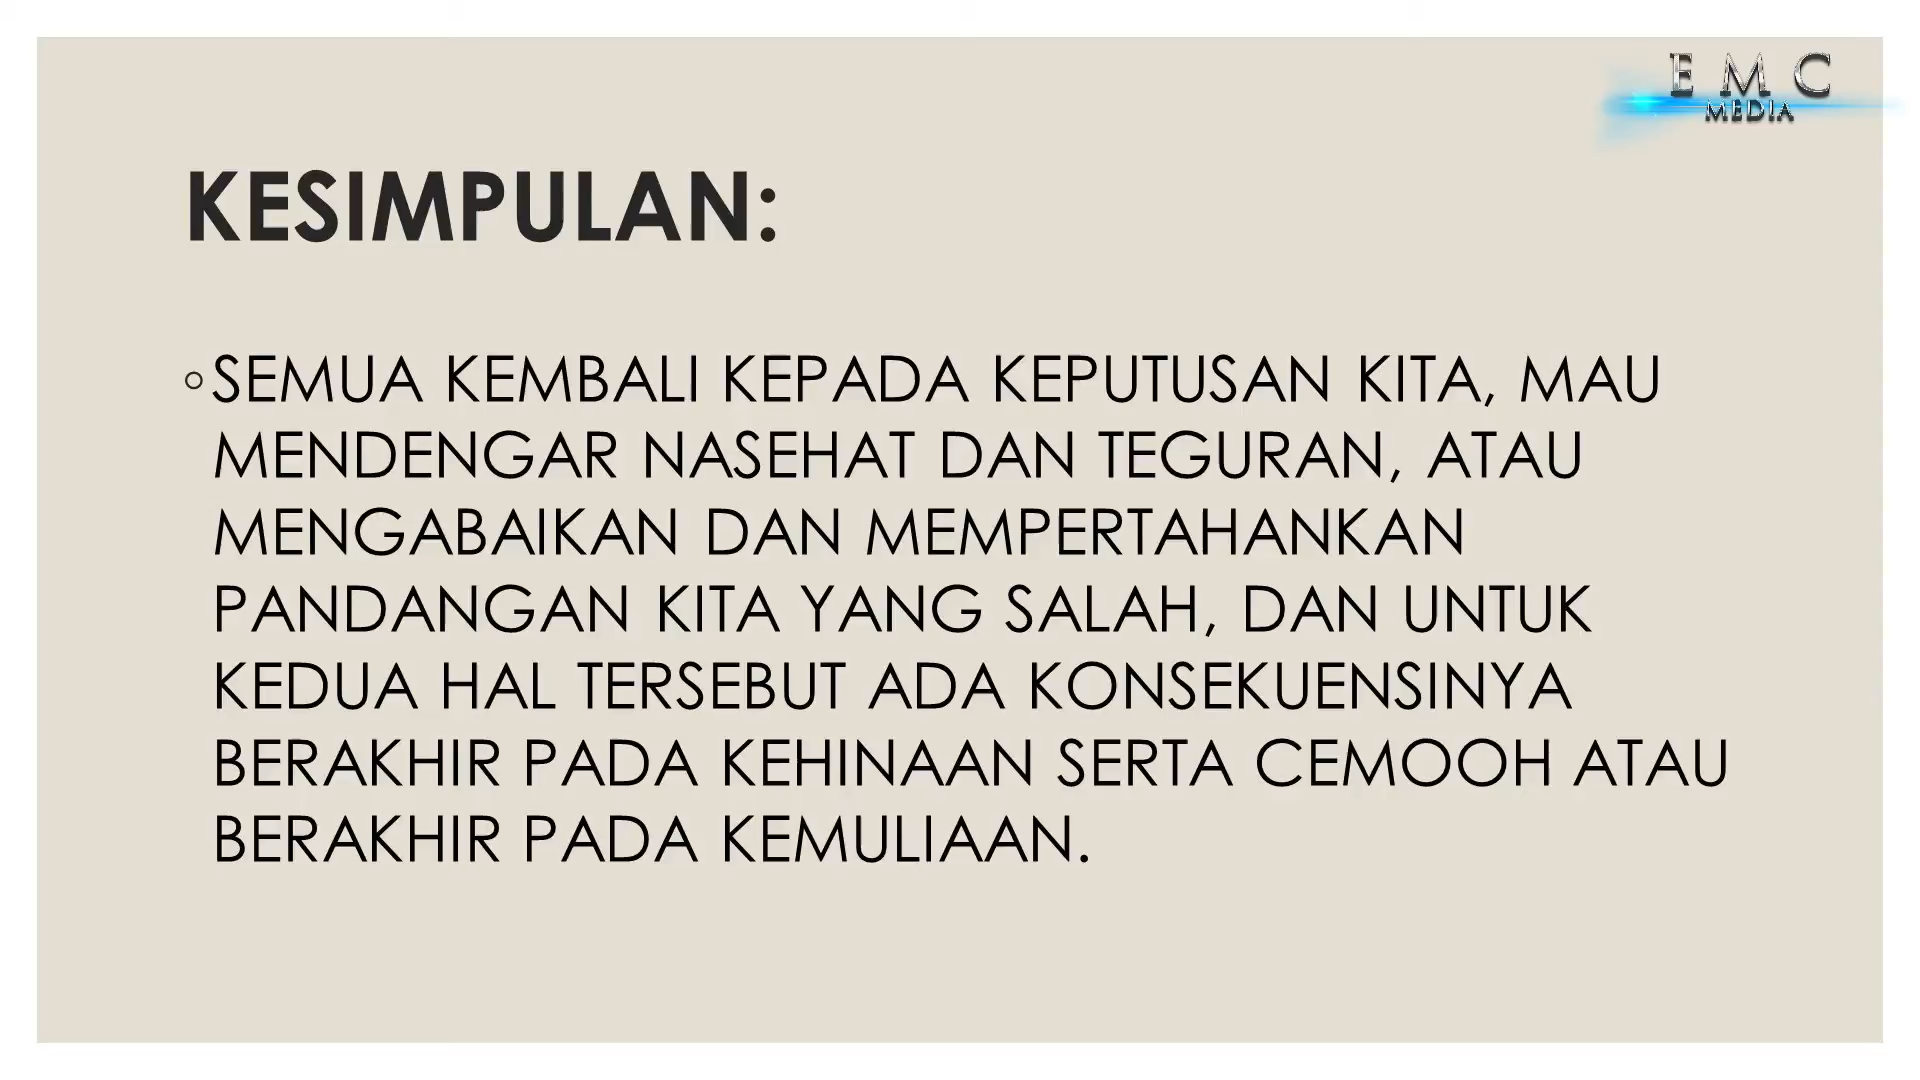 EMC
MEDIA
KESIMPULAN:
◦SEMUA KEMBALI KEPADA KEPUTUSAN KITA, MAU
MENDENGAR NASEHAT DAN TEGURAN, ATAU
MENGABAIKAN DAN MEMPERTAHANKAN
PANDANGAN KITA YANG SALAH, DAN UNTUK
KEDUA HAL TERSEBUT ADA KONSEKUENSINYA
BERAKHIR PADA KEHINAAN SERTA CEMOOH ATAU
BERAKHIR PADA KEMULIAAN.